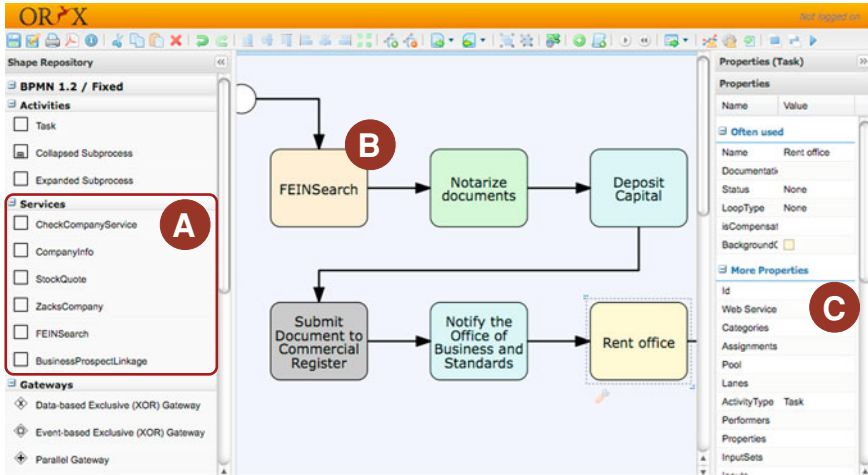 ORYX
Not logged on
Shape Repository
BPMN 1.2 / Fixed
Activities
Task
Collapsed Subprocess
Expanded Subprocess
Services
A
CheckCompanyService
CompanyInfo
StockQuote
ZacksCompany
FEINSearch
BusinessProspectLinkage
Gateways
Data-based Exclusive (XOR) Gateway
Event-based Exclusive (XOR) Gateway
Parallel Gateway
B
FEINSearch
Notarize
documents
Deposit
Capital
Submit
Document to
Commercial
Register
Notify the
Office of
Business and
Standards
Rent office
Properties (Task)
Properties
Name Value
Often used
Name Rent office
Documentati
Status None
LoopType None
isCompensat
BackgroundC
More Properties
Id
C
Web Service
Categories
Assignments
Pool
Lanes
ActivityType Task
Performers
Properties
InputSets